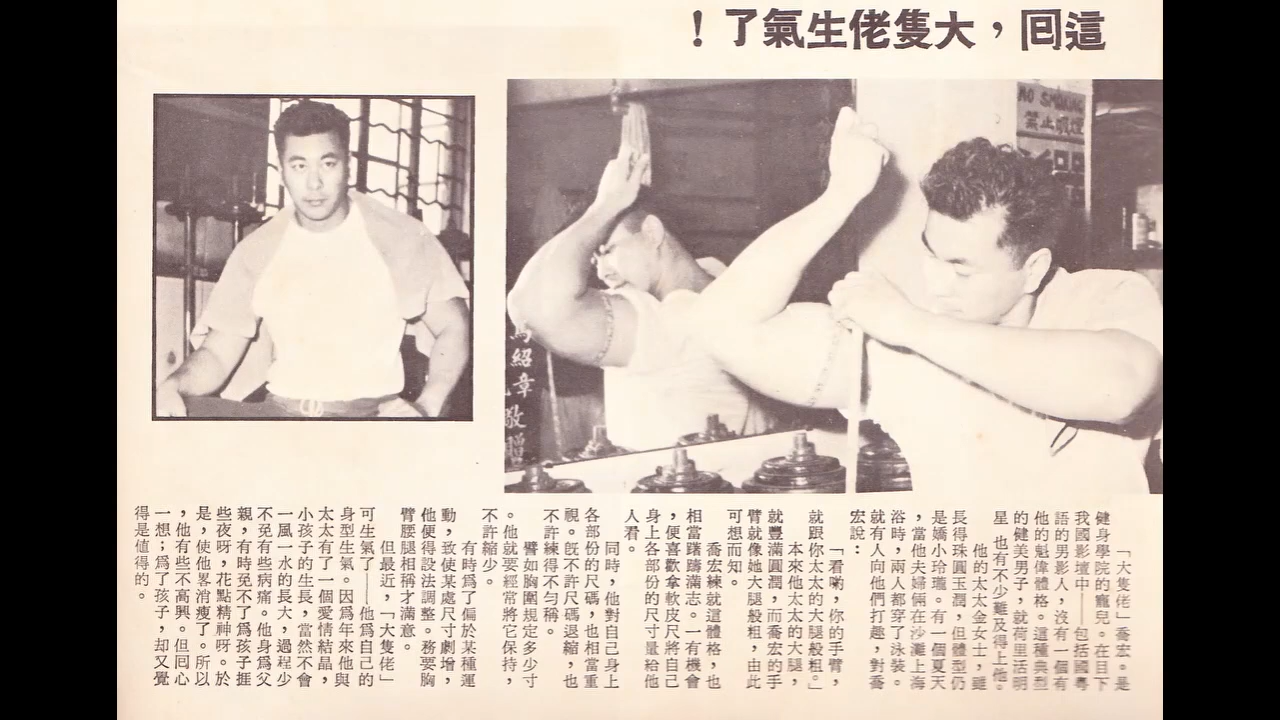 這囘，大隻佬生氣了！
NO SMOKING
禁止吸煙
馬紹章
敬贈
「大隻佬」喬宏。是
健身學院的寵兒。在目下
我國影壇中——包括國粵
語的男影人，沒有一個有
他的魁偉體格。這種典型
的健美男子，就荷里活明
星　也有不少難及得上他。
他的太太金女士，雖
長得珠圓玉潤，但體型仍
是嬌小玲瓏。有一個夏天
，當他夫婦倆在沙灘上海
浴時，兩人都穿了泳裝。
就有人向他們打趣，對喬
宏說：
「看喲，你的手臂，
就跟你太太的大腿般粗。」
本來他太太的大腿，
就豐滿圓潤，而喬宏的手
臂就像她大腿般粗，由此
可想而知。
喬宏練就這體格，也
相當躊躇滿志。一有機會
，便喜歡拿軟皮尺將自己
身上各部份的尺寸量給他
人看。
同時，他對自己身上
各部份的尺碼，也相當重
視。旣不許尺碼退縮，也
不許練得不勻稱。
譬如胸圍規定多少寸
。他就要經常將它保持，
不許縮少。
有時爲了偏於某種運
動，致使某處尺寸劇增，
他便得設法調整。務要胸
臂腰腿相稱才滿意。
但最近，「大隻佬」
可生氣了——他爲自己的
身型生氣。因爲年來他與
太太有了一個愛情結晶，
小孩子的生長，當然不會
一風一水的長大，過程少
不免有些病痛。他身爲父
親，有時免不了爲孩子捱
些夜呀，花點精神呀。於
是，使他畧消瘦了。所以
，他有些不高興。但囘心
一想；爲了孩子，却又覺
得是値得的。